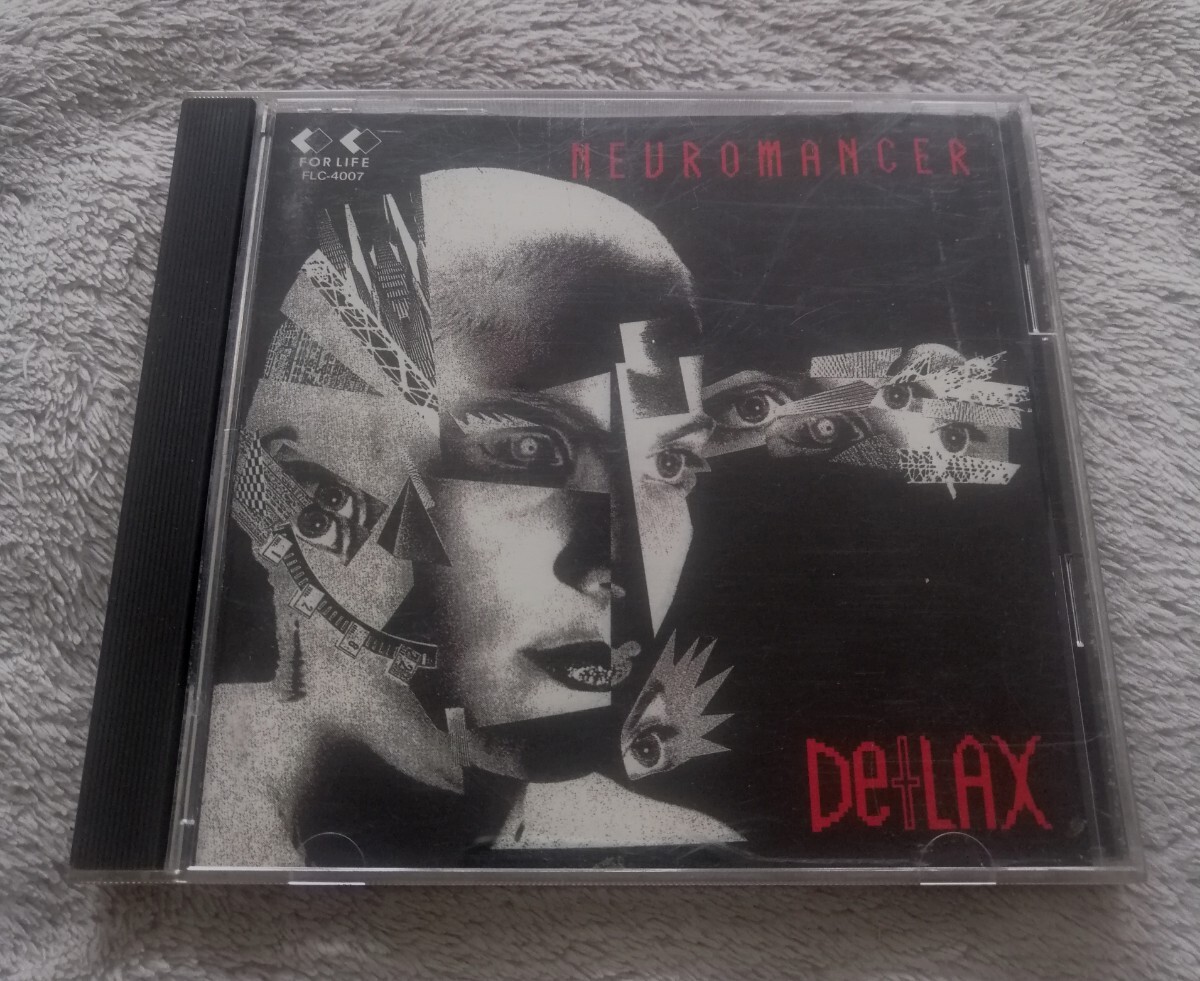 FOR LIFE
FLC-4007
NEUROMANCER
De†LAX